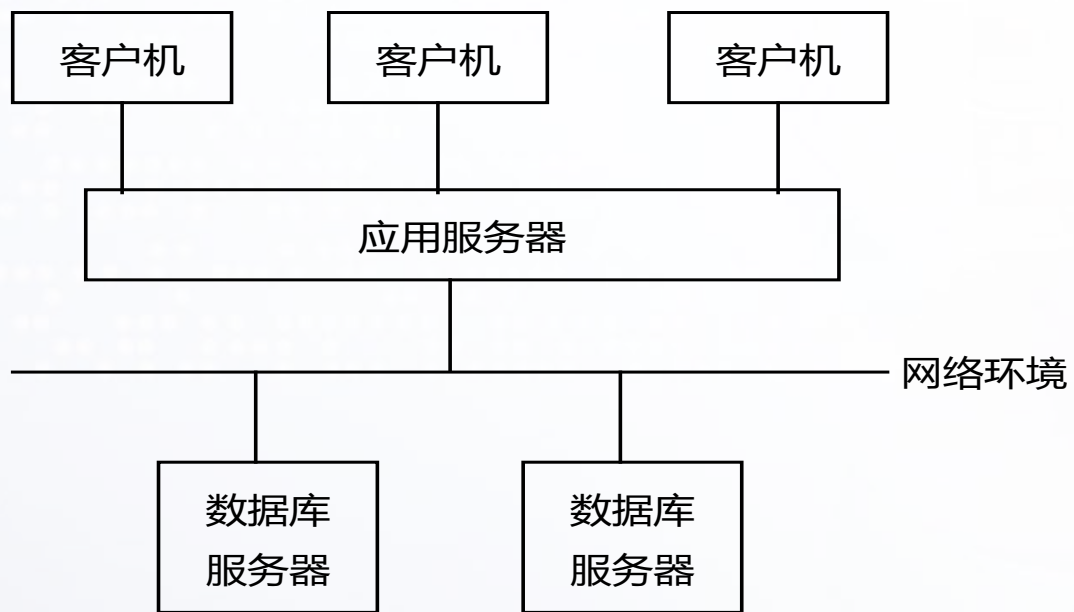 客户机
客户机
客户机
应用服务器
网络环境
数据库
服务器
数据库
服务器